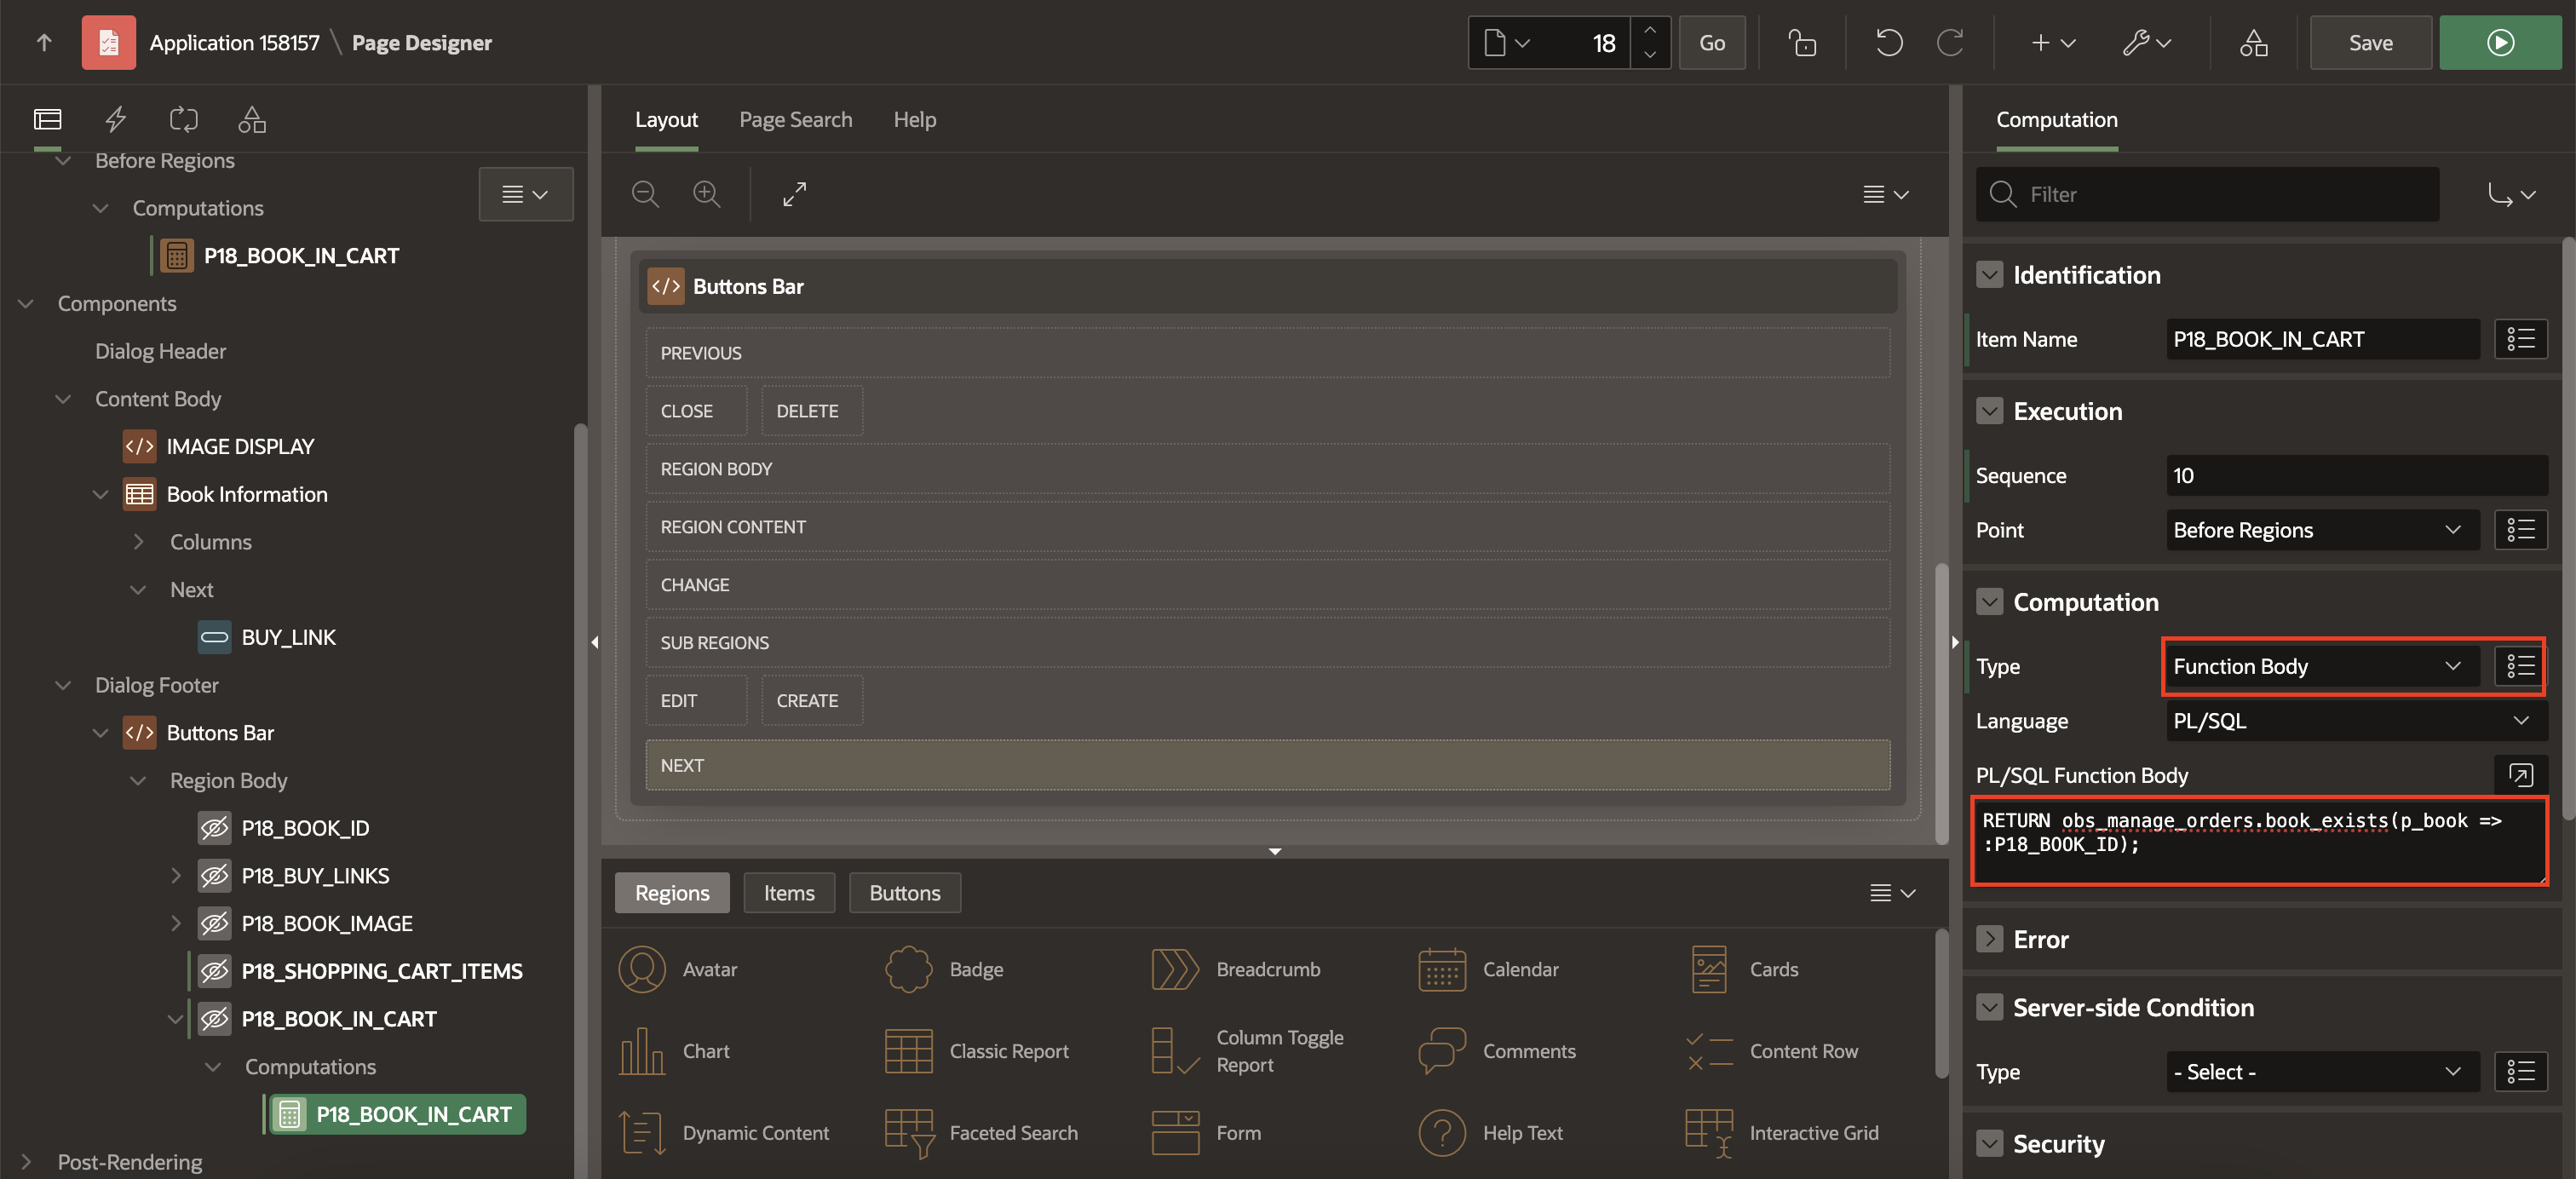 Application 158157 \ Page Designer
18
Go
Save
Before Regions
Computations
P18_BOOK_IN_CART
Components
Dialog Header
Content Body
</> IMAGE DISPLAY
Book Information
Columns
Next
BUY_LINK
Dialog Footer
</> Buttons Bar
Region Body
P18_BOOK_ID
P18_BUY_LINKS
P18_BOOK_IMAGE
P18_SHOPPING_CART_ITEMS
P18_BOOK_IN_CART
Computations
P18_BOOK_IN_CART
Post-Rendering
Layout Page Search Help
</> Buttons Bar
PREVIOUS
CLOSE DELETE
REGION BODY
REGION CONTENT
CHANGE
SUB REGIONS
EDIT CREATE
NEXT
Regions Items Buttons
Avatar Badge Breadcrumb Calendar Cards
Chart Classic Report Column Toggle Report Comments Content Row
Dynamic Content Faceted Search Form Help Text Interactive Grid
Computation
Filter
Identification
Item Name P18_BOOK_IN_CART
Execution
Sequence 10
Point Before Regions
Computation
Type Function Body
Language PL/SQL
PL/SQL Function Body
RETURN obs_manage_orders.book_exists(p_book =>
:P18_BOOK_ID);
Error
Server-side Condition
Type - Select -
Security